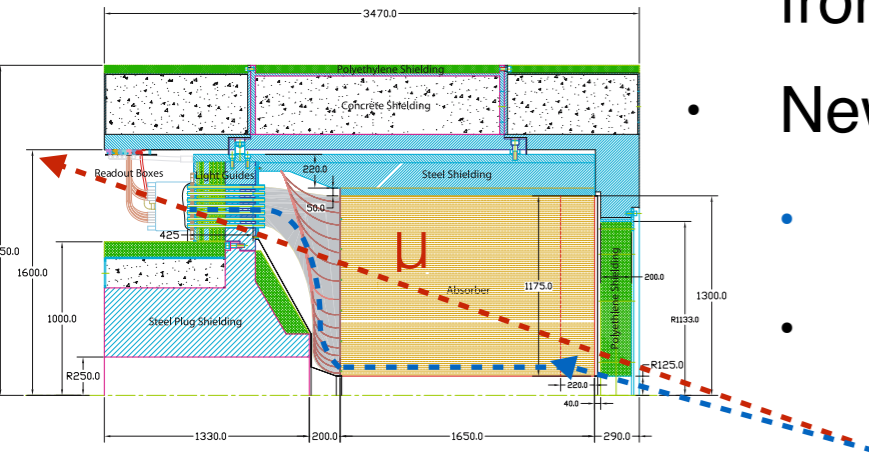 3470.0
from
Polyethylene Shielding
Concrete Shielding
New
Readout Boxes
Light Guides
220.0
Steel Shielding
50.0
425
50.0
1600.0
μ
Absorber
1175.0
Polyethlene Shielding
200.0
1300.0
1000.0
Steel Plug Shielding
R1133.0
R250.0
R125.0
220.0
40.0
1330.0
200.0
1650.0
290.0